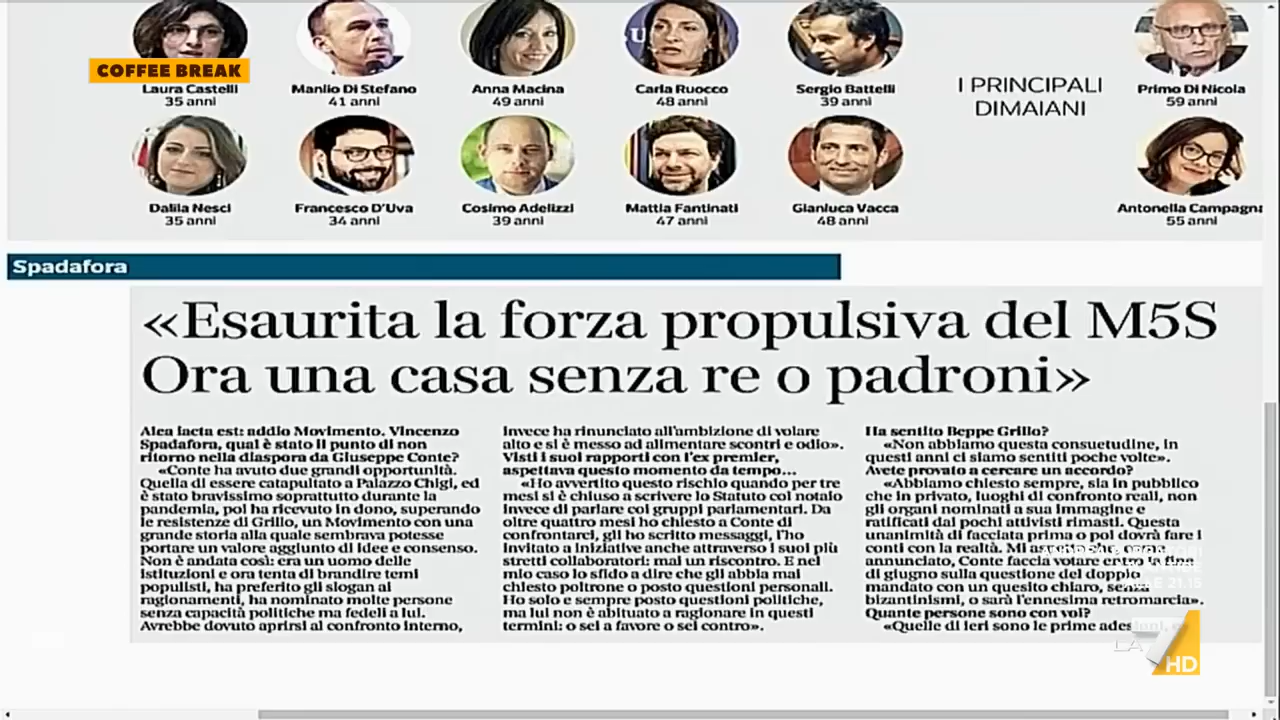 COFFEE BREAK
Laura Castelli
35 anni
Manlio Di Stefano
41 anni
Anna Macina
49 anni
Carla Ruocco
48 anni
Sergio Battelli
39 anni
I PRINCIPALI
DIMAIANI
Primo Di Nicola
59 anni
Dalila Nesci
35 anni
Francesco D'Uva
34 anni
Cosimo Adelizzi
39 anni
Mattia Fantinati
47 anni
Gianluca Vacca
48 anni
Antonella Campagna
55 anni
Spadafora
«Esaurita la forza propulsiva del M5S
Ora una casa senza re o padroni»
Alea iacta est: addio Movimento. Vincenzo
Spadafora, qual è stato il punto di non
ritorno nella diaspora da Giuseppe Conte?
«Conte ha avuto due grandi opportunità.
Quella di essere catapultato a Palazzo Chigi, ed
è stato bravissimo soprattutto durante la
pandemia, poi ha ricevuto in dono, superando
le resistenze di Grillo, un Movimento con una
grande storia alla quale sembrava potesse
portare un valore aggiunto di idee e consenso.
Non è andata così: era un uomo delle
istituzioni e ora tenta di brandire temi
populisti, ha preferito gli slogan ai
ragionamenti, ha nominato molte persone
senza capacità politiche ma fedeli a lui.
Avrebbe dovuto aprirsi al confronto interno,
invece ha rinunciato all'ambizione di volare
alto e si è messo ad alimentare scontri e odio».
Visti i suoi rapporti con l'ex premier,
aspettava questo momento da tempo...
«Ho avvertito questo rischio quando per tre
mesi si è chiuso a scrivere lo Statuto col notaio
invece di parlare coi gruppi parlamentari. Da
oltre quattro mesi ho chiesto a Conte di
confrontarci, gli ho scritto messaggi, l'ho
invitato a iniziative anche attraverso i suoi più
stretti collaboratori: mai un riscontro. E nel
mio caso lo sfido a dire che gli abbia mai
chiesto poltrone o posto questioni personali.
Ho solo e sempre posto questioni politiche,
ma lui non è abituato a ragionare in questi
termini: o sei a favore o sei contro».
Ha sentito Beppe Grillo?
«Non abbiamo questa consuetudine, in
questi anni ci siamo sentiti poche volte».
Avete provato a cercare un accordo?
«Abbiamo chiesto sempre, sia in pubblico
che in privato, luoghi di confronto reali, non
gli organi nominati a sua immagine e
ratificati dai pochi attivisti rimasti. Questa
unanimità di facciata prima o poi dovrà fare i
conti con la realtà. Mi auguro che, come
annunciato, Conte faccia votare entro la fine
di giugno sulla questione del doppio
mandato con un quesito chiaro, senza
bizantinismi, o sarà l'ennesima retromarcia».
Quante persone sono con voi?
«Quelle di ieri sono le prime adesioni, e
21.15
LA7
HD